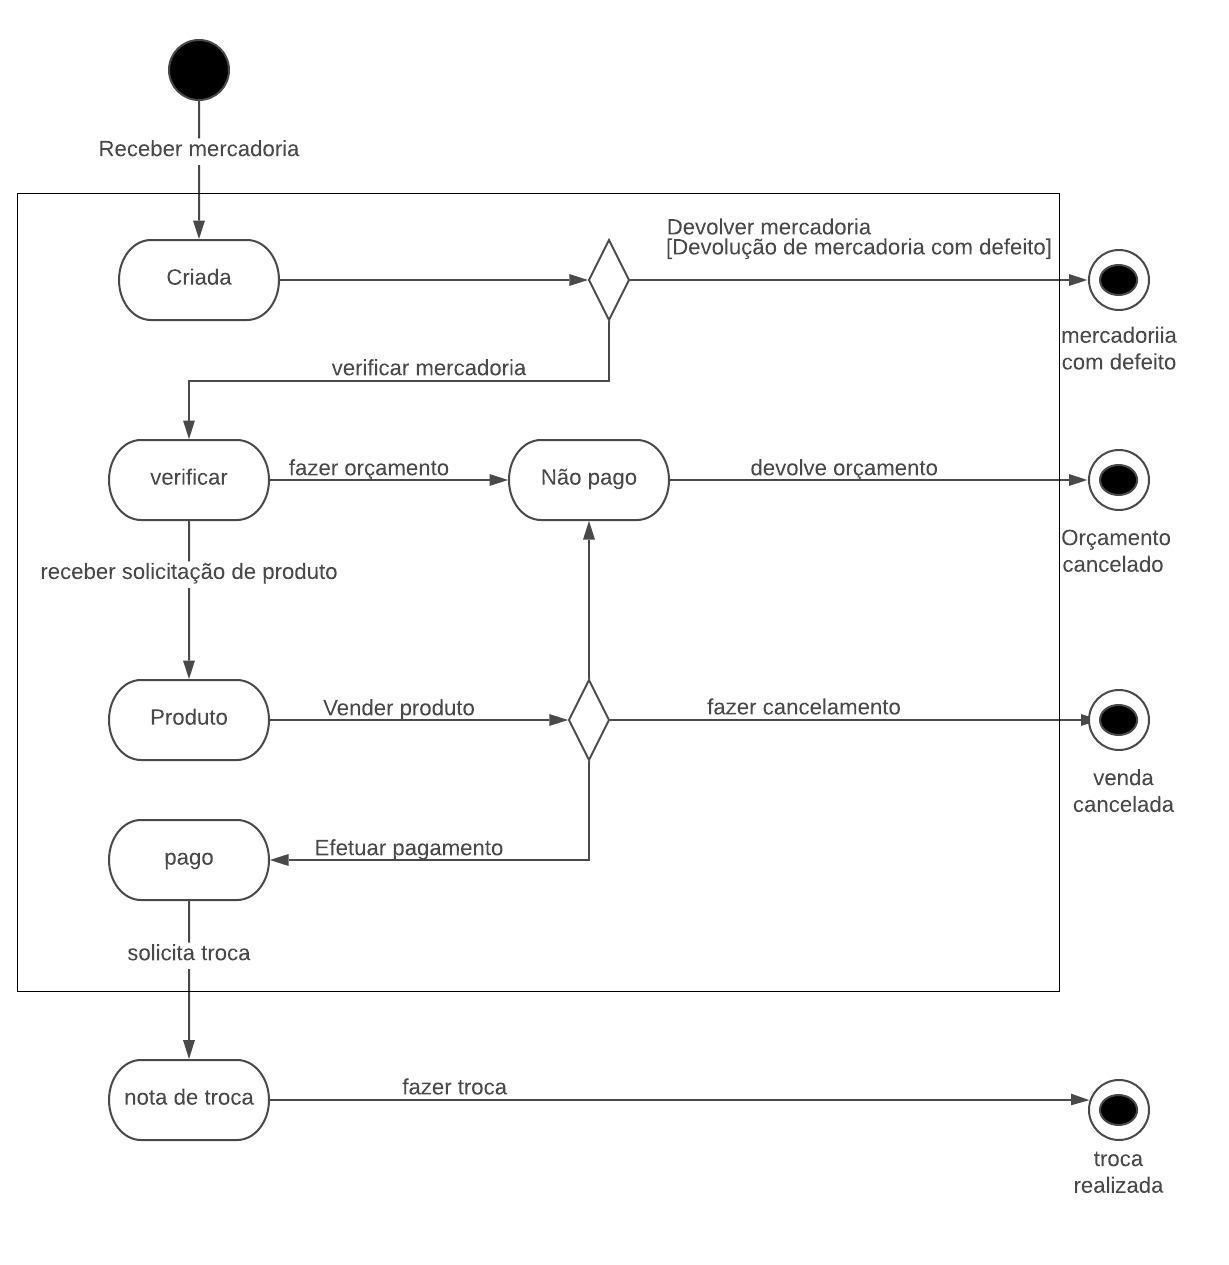 Receber mercadoria
Devolver mercadoria
[Devolução de mercadoria com defeito]
Criada
mercadoriia
com defeito
verificar mercadoria
verificar
fazer orçamento
Não pago
devolve orçamento
Orçamento
cancelado
receber solicitação de produto
Produto
Vender produto
fazer cancelamento
venda
cancelada
pago
Efetuar pagamento
solicita troca
nota de troca
fazer troca
troca
realizada